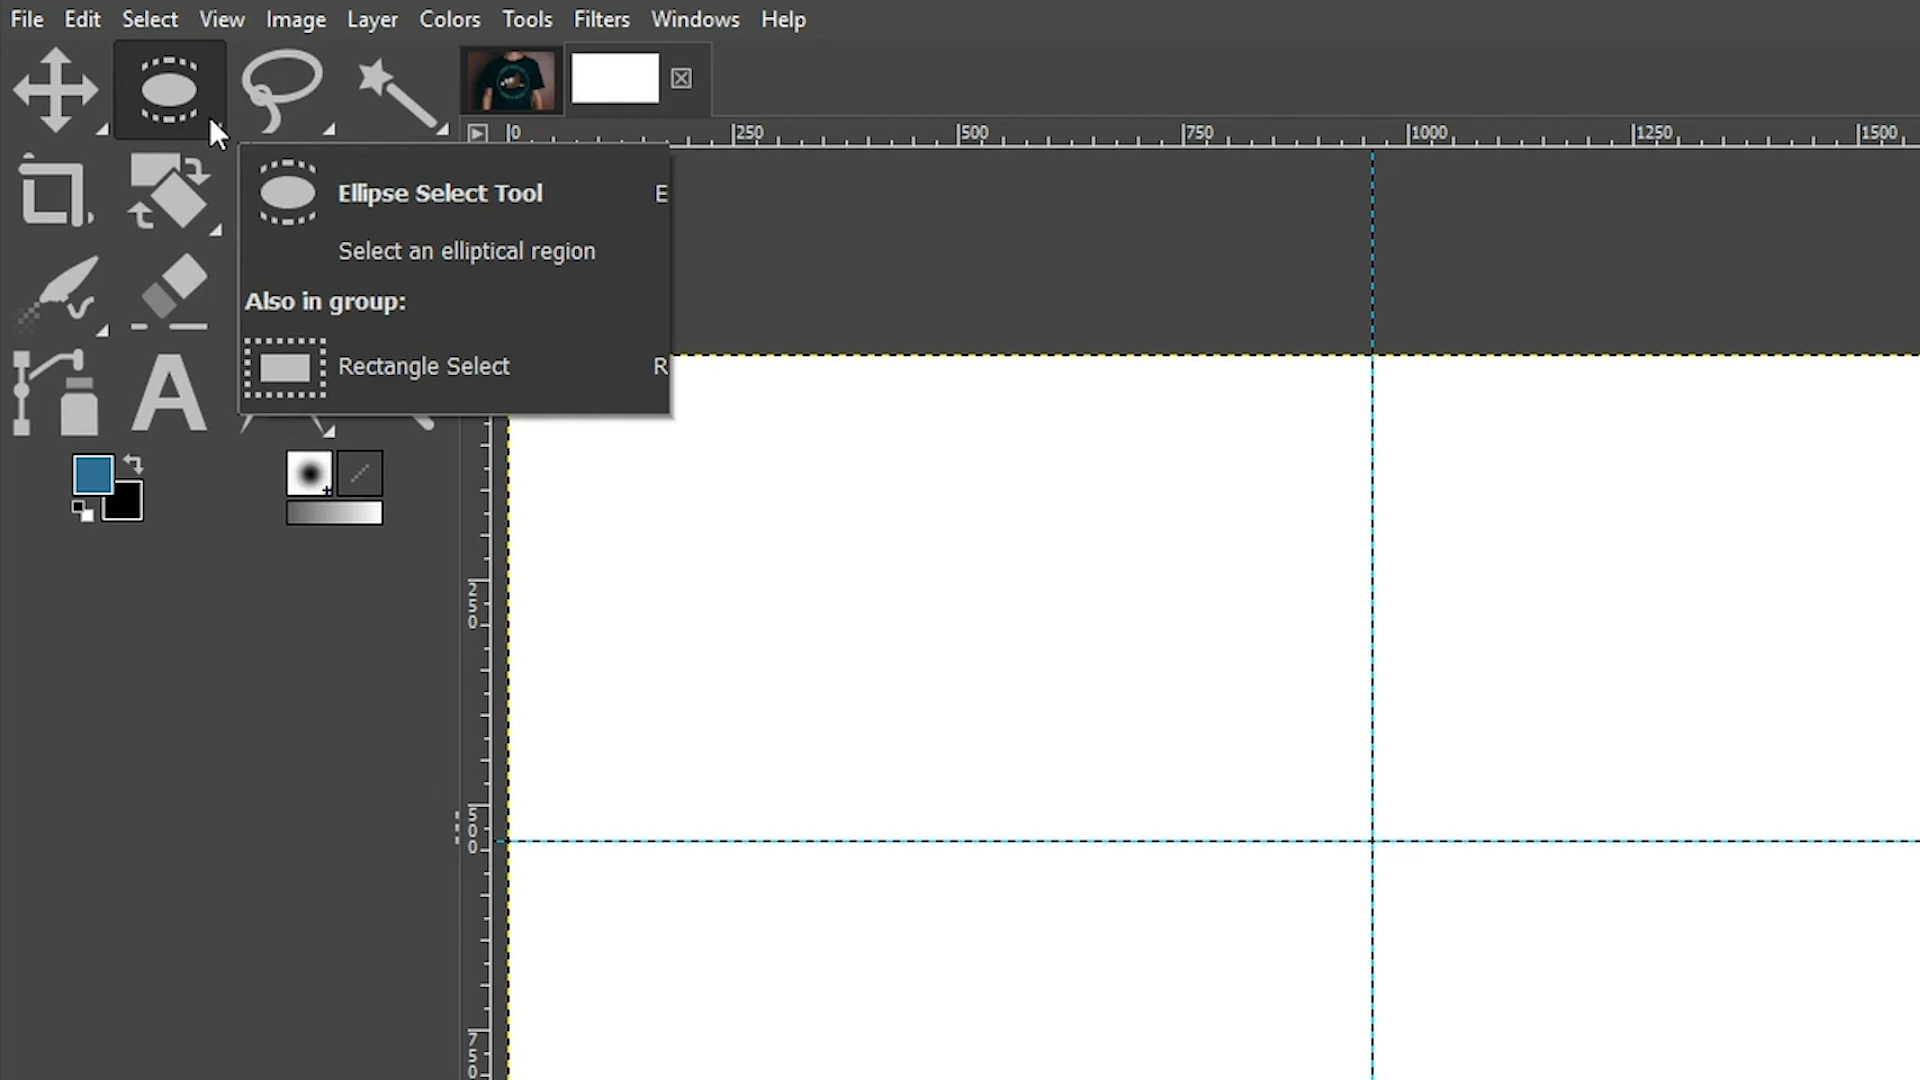 File Edit Select View Image Layer Colors Tools Filters Windows Help
0 250 500 750 1000 1250 1500
Ellipse Select Tool E
Select an elliptical region
Also in group:
Rectangle Select R
250
500
750